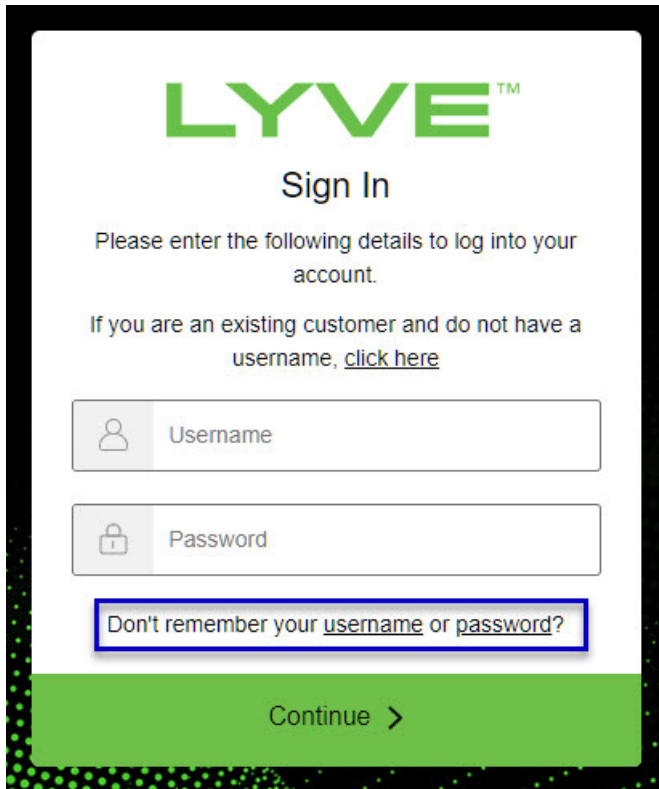 LYVE™
Sign In
Please enter the following details to log into your
account.
If you are an existing customer and do not have a
username, click here
Username
Password
Don't remember your username or password?
Continue